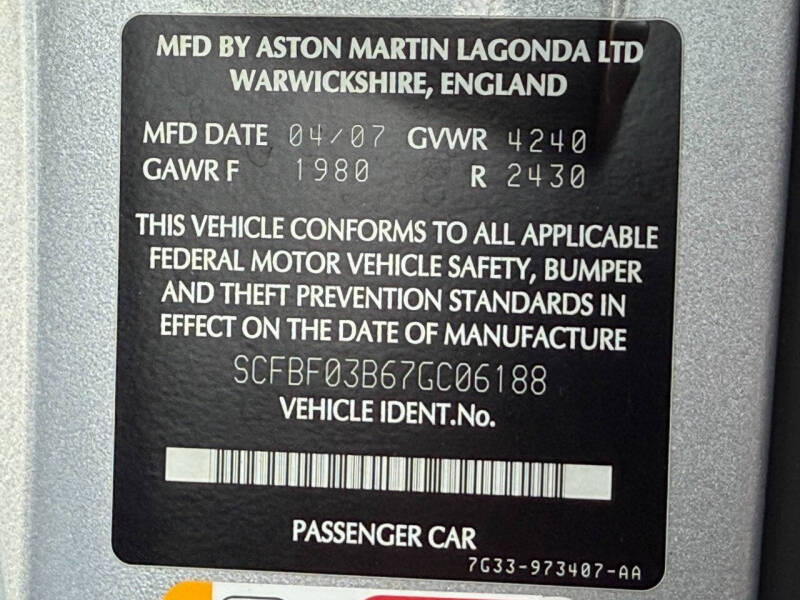 MFD BY ASTON MARTIN LAGONDA LTD
WARWICKSHIRE, ENGLAND
MFD DATE 04/07 GVWR 4240
GAWR F 1980 R 2430
THIS VEHICLE CONFORMS TO ALL APPLICABLE
FEDERAL MOTOR VEHICLE SAFETY, BUMPER
AND THEFT PREVENTION STANDARDS IN
EFFECT ON THE DATE OF MANUFACTURE
SCFBF03B67GC06188
VEHICLE IDENT.No.
PASSENGER CAR
7G33-973407-AA